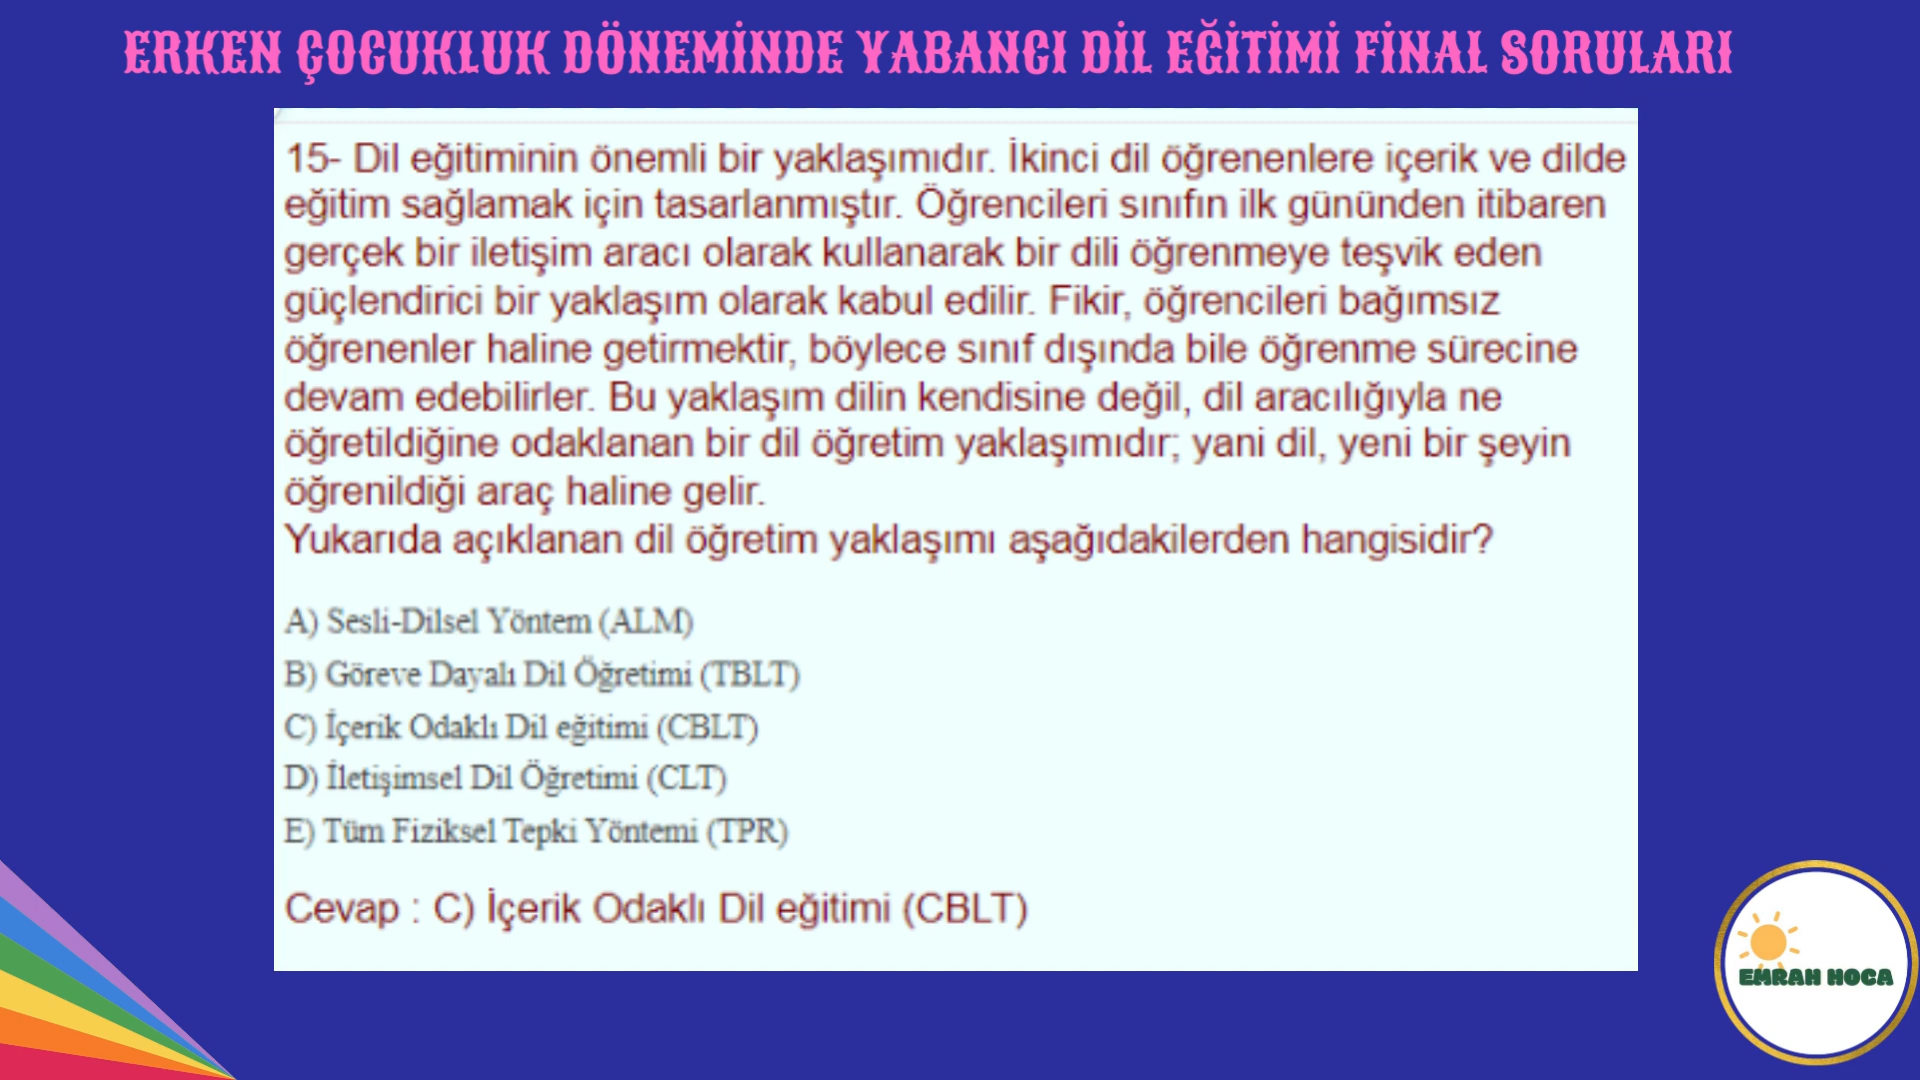 ERKEN ÇOCUKLUK DÖNEMİNDE YABANCI DİL EĞİTİMİ FİNAL SORULARI
15- Dil eğitiminin önemli bir yaklaşımıdır. İkinci dil öğrenenlere içerik ve dilde
eğitim sağlamak için tasarlanmıştır. Öğrencileri sınıfın ilk gününden itibaren
gerçek bir iletişim aracı olarak kullanarak bir dili öğrenmeye teşvik eden
güçlendirici bir yaklaşım olarak kabul edilir. Fikir, öğrencileri bağımsız
öğrenenler haline getirmektir, böylece sınıf dışında bile öğrenme sürecine
devam edebilirler. Bu yaklaşım dilin kendisine değil, dil aracılığıyla ne
öğretildiğine odaklanan bir dil öğretim yaklaşımıdır; yani dil, yeni bir şeyin
öğrenildiği araç haline gelir.
Yukarıda açıklanan dil öğretim yaklaşımı aşağıdakilerden hangisidir?
A) Sesli-Dilsel Yöntem (ALM)
B) Göreve Dayalı Dil Öğretimi (TBLT)
C) İçerik Odaklı Dil eğitimi (CBLT)
D) İletişimsel Dil Öğretimi (CLT)
E) Tüm Fiziksel Tepki Yöntemi (TPR)
Cevap : C) İçerik Odaklı Dil eğitimi (CBLT)
EMRAH HOCA